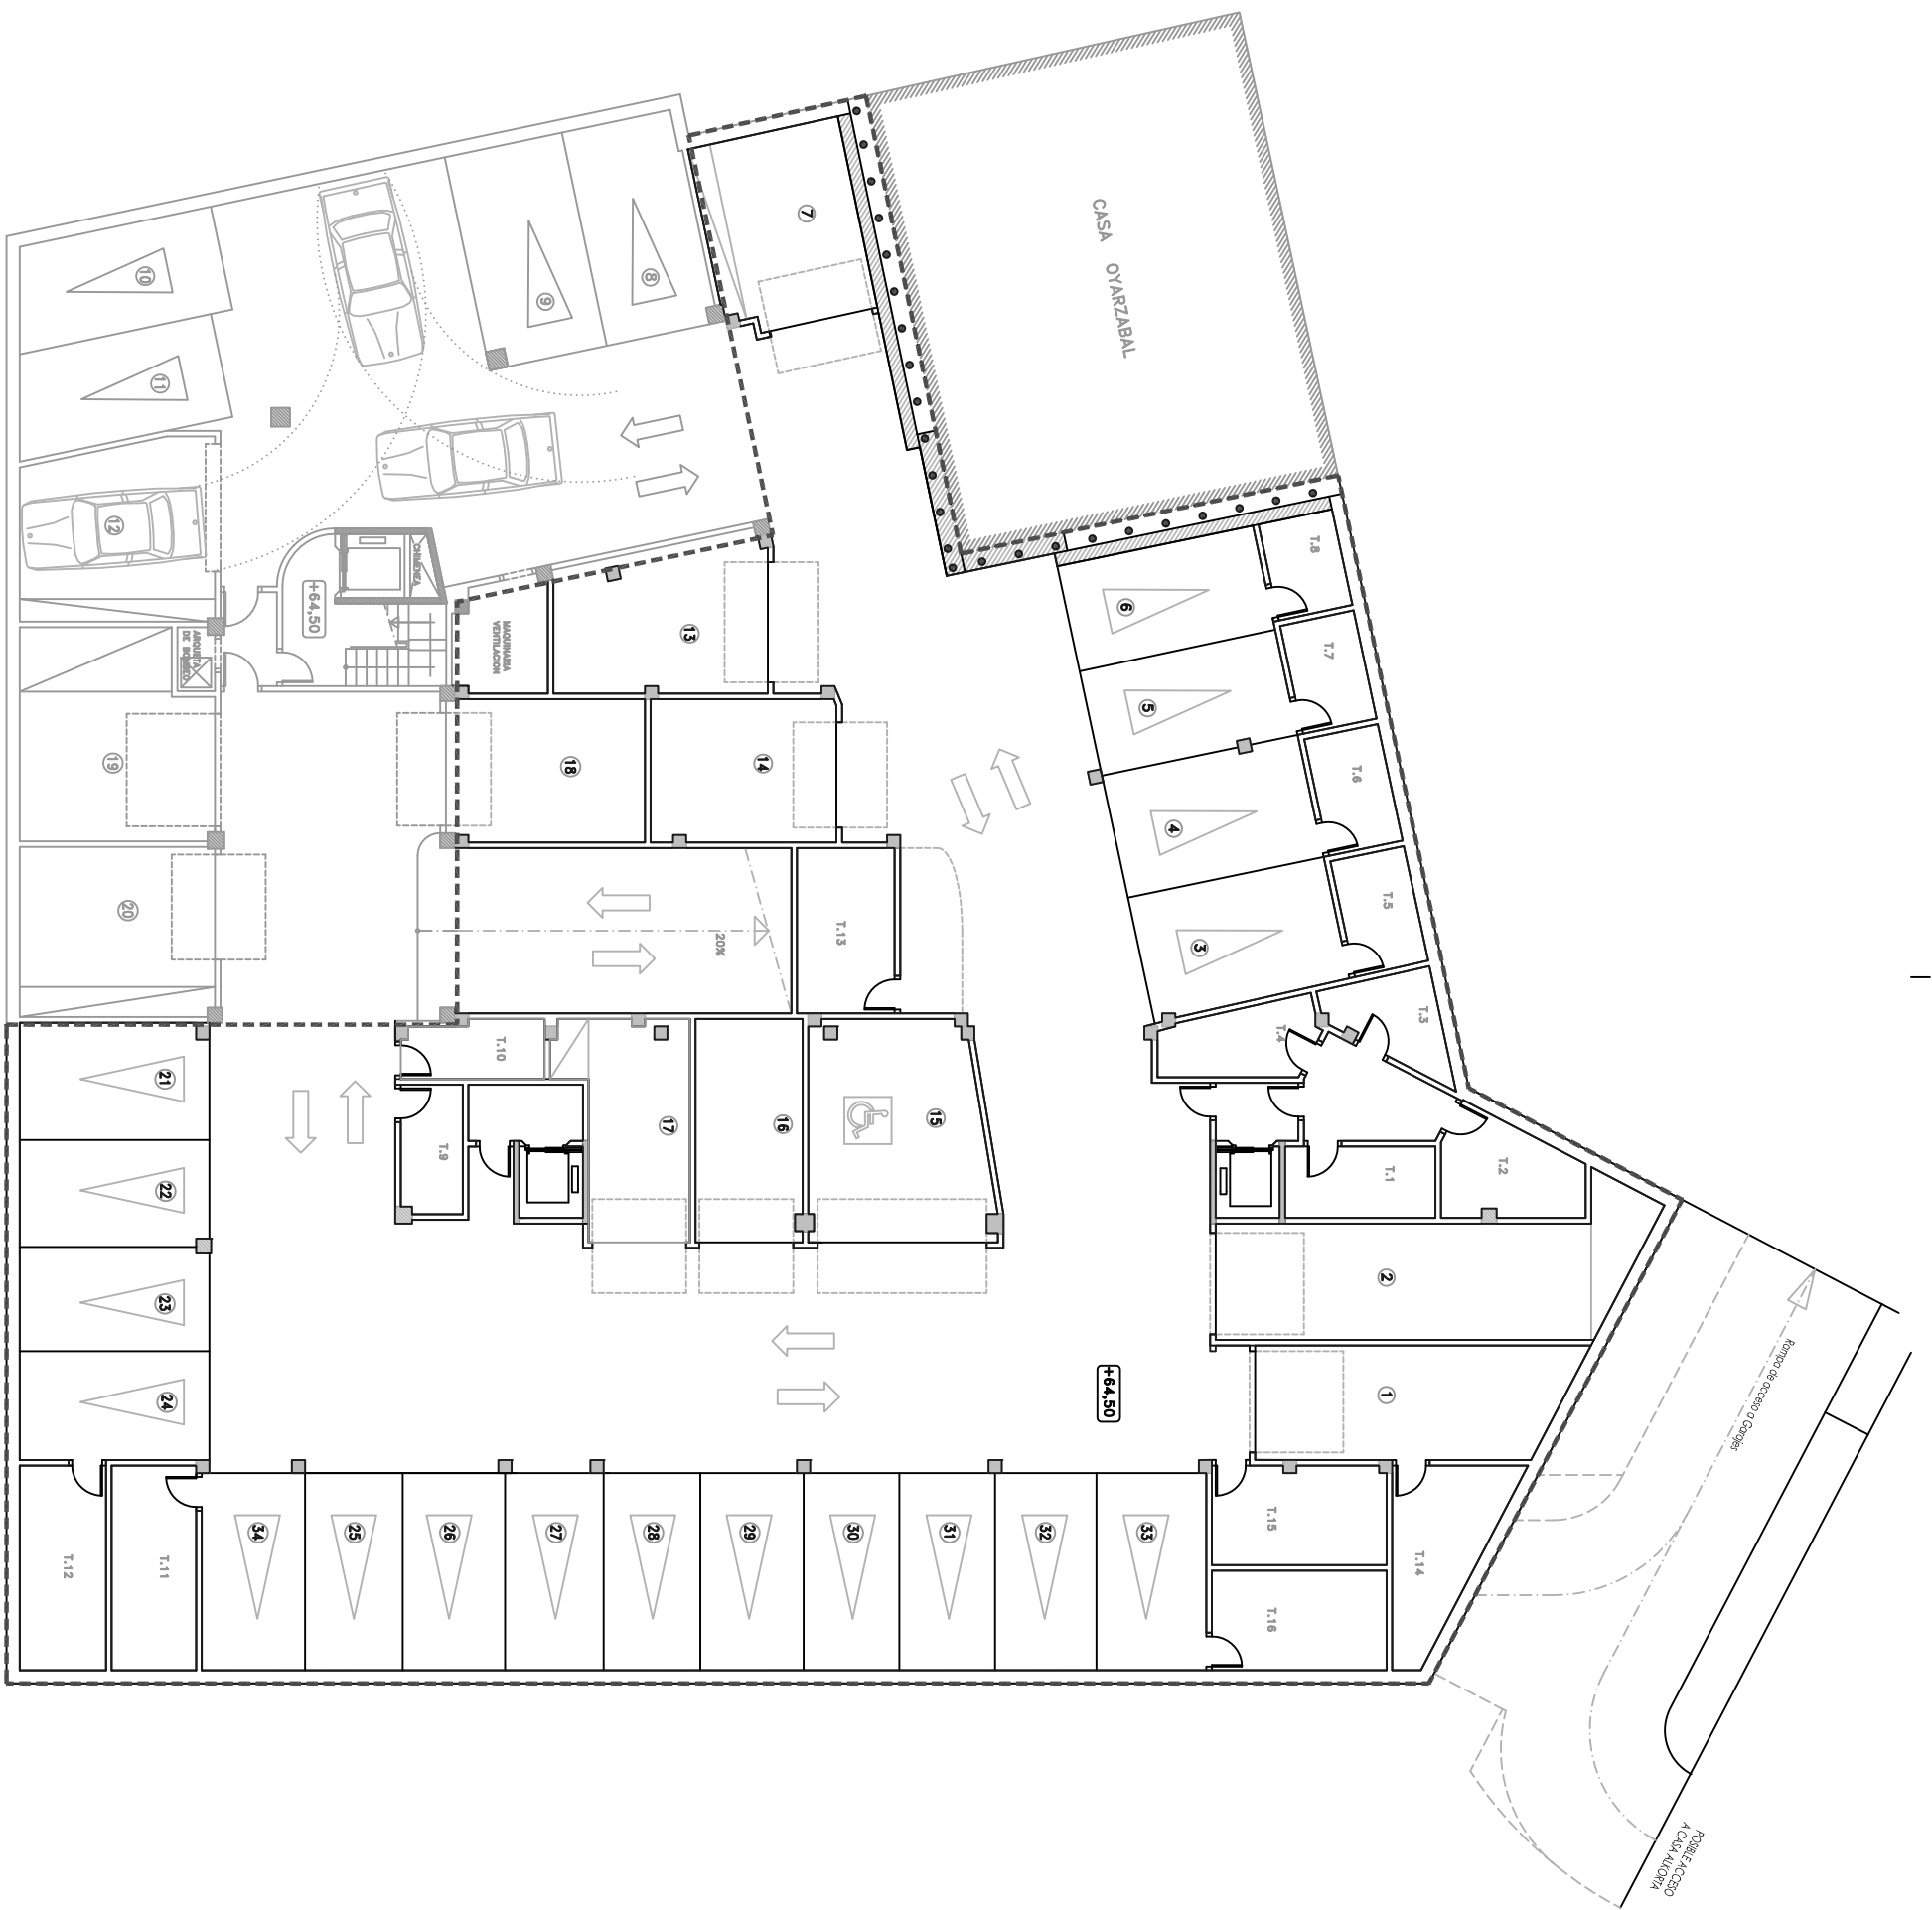 CASA OYARZABAL
7
8
9
10
11
12
CHIMENEA
+64,50
ARQUETA
DE BOMBEO
MAQUINARIA
VENTILACION
13
14
18
19
20
20%
T.13
T.8
T.7
T.6
T.5
T.3
T.4
6
5
4
3
T.1
T.2
2
1
T.10
T.9
17
16
15
21
22
23
24
+64,50
T.12
T.11
34
25
26
27
28
29
30
31
32
33
T.15
T.16
T.14
Rampa de acceso a Garajes
POSIBLE ACCESO
A CASA ALKORTA